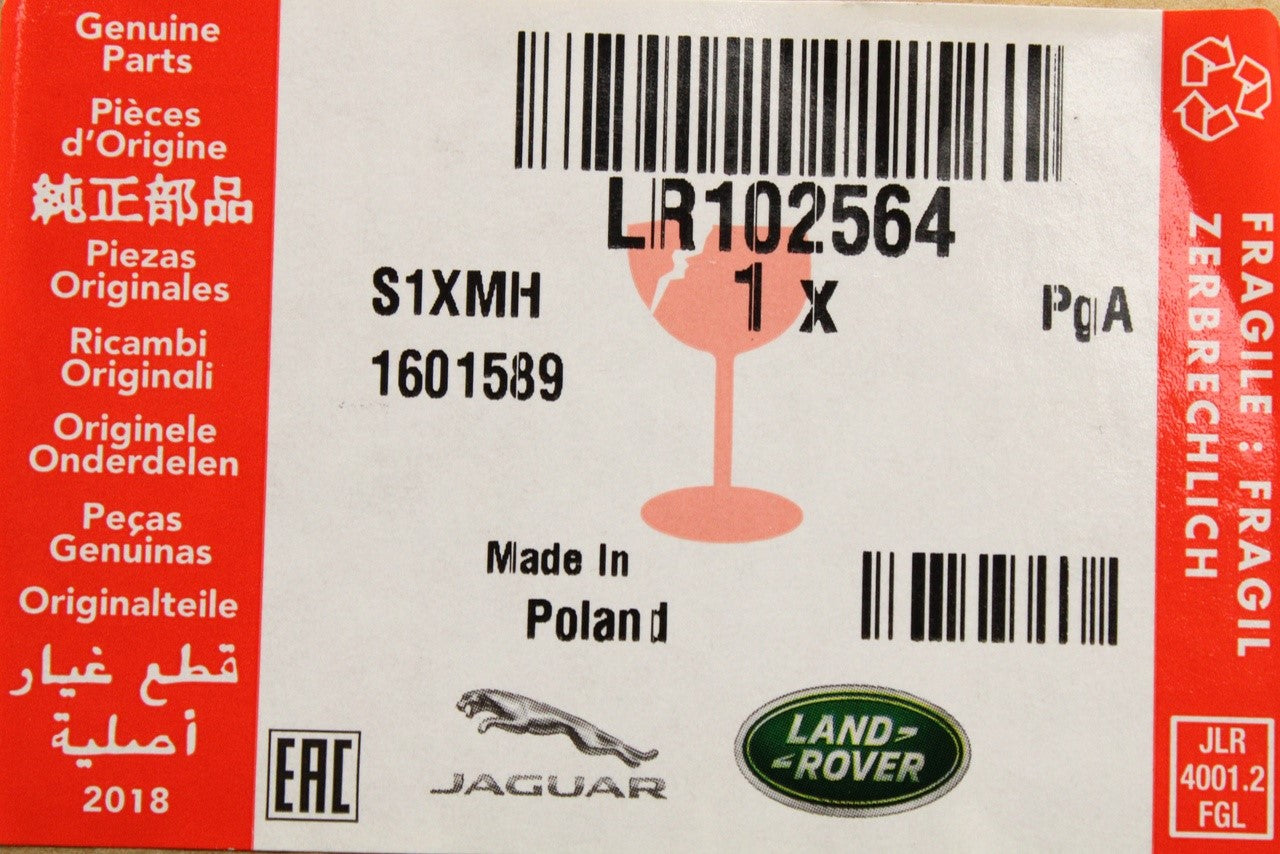 Genuine
Parts
Pièces
d'Origine
純正部品
Piezas
Originales
Ricambi
Originali
Originele
Onderdelen
Peças
Genuinas
Originalteile
قطع غيار
أصلية
2018
LR102564
S1XMH
1 x
PgA
1601589
Made In
Poland
EAC
JAGUAR
LAND
ROVER
FRAGILE : FRAGIL
ZERBRECHLICH
JLR
4001.2
FGL